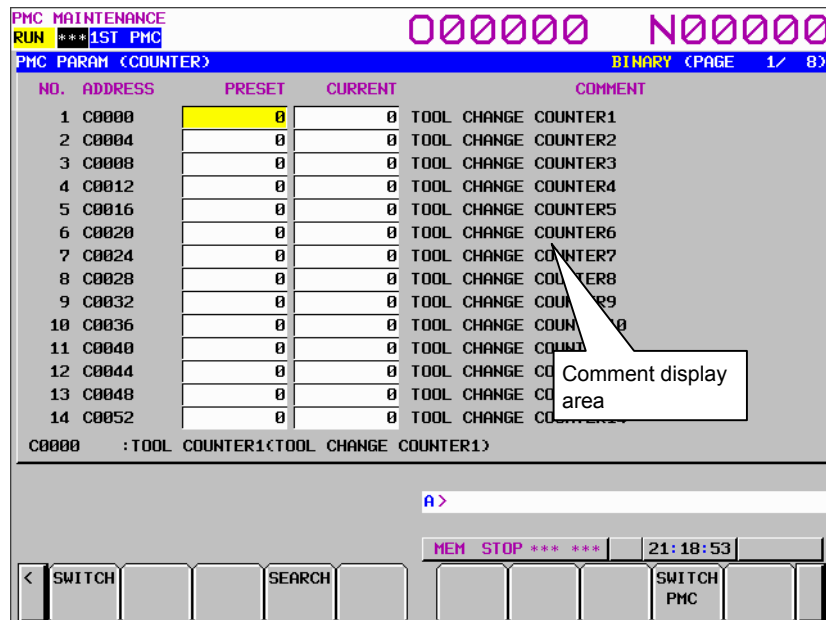 PMC MAINTENANCE O00000 N00000
RUN ***1ST PMC
PMC PARAM (COUNTER) BINARY (PAGE 1/ 8)
NO. ADDRESS PRESET CURRENT COMMENT
1 C0000 0 0 TOOL CHANGE COUNTER1
2 C0004 0 0 TOOL CHANGE COUNTER2
3 C0008 0 0 TOOL CHANGE COUNTER3
4 C0012 0 0 TOOL CHANGE COUNTER4
5 C0016 0 0 TOOL CHANGE COUNTER5
6 C0020 0 0 TOOL CHANGE COUNTER6
7 C0024 0 0 TOOL CHANGE COUNTER7
8 C0028 0 0 TOOL CHANGE COUNTER8
9 C0032 0 0 TOOL CHANGE COUNTER9
10 C0036 0 0 TOOL CHANGE
11 C0040 0 0 TOOL CHANGE
12 C0044 0 0 TOOL CHANGE
13 C0048 0 0 TOOL CHANGE
14 C0052 0 0 TOOL CHANGE
Comment display
area
C0000 :TOOL COUNTER1(TOOL CHANGE COUNTER1)
A>
MEM STOP *** *** 21:18:53
< SWITCH SEARCH SWITCH
PMC